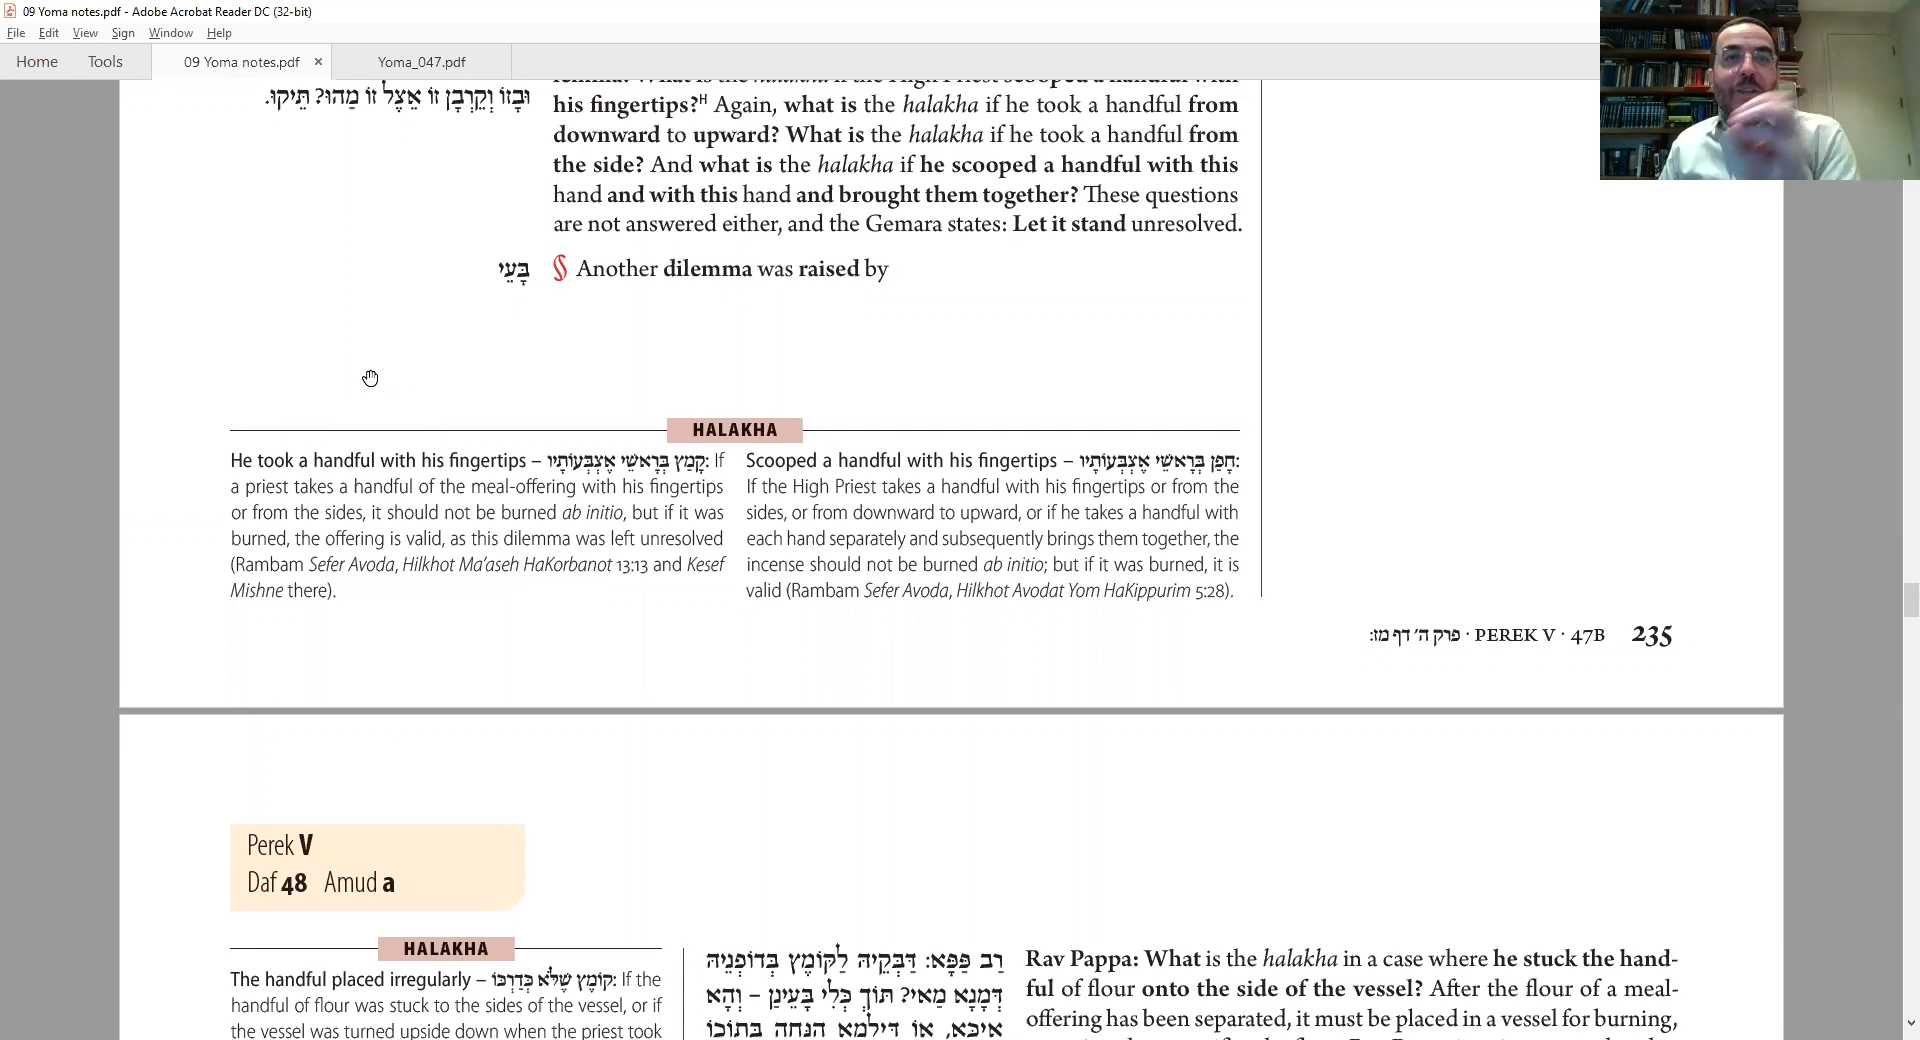 09 Yoma notes.pdf - Adobe Acrobat Reader DC (32-bit)
File Edit View Sign Window Help
Home Tools 09 Yoma notes.pdf × Yoma_047.pdf
וּבָזוֹ וְקֵרְבָן זוֹ אֵצֶל זוֹ מַהוּ? תֵּיקוּ.
his fingertips?ᴴ Again, what is the halakha if he took a handful from
downward to upward? What is the halakha if he took a handful from
the side? And what is the halakha if he scooped a handful with this
hand and with this hand and brought them together? These questions
are not answered either, and the Gemara states: Let it stand unresolved.
בָּעֵי
§ Another dilemma was raised by
HALAKHA
He took a handful with his fingertips – קָמַץ בְּרָאשֵׁי אֶצְבְּעוֹתָיו: If
a priest takes a handful of the meal-offering with his fingertips
or from the sides, it should not be burned ab initio, but if it was
burned, the offering is valid, as this dilemma was left unresolved
(Rambam Sefer Avoda, Hilkhot Ma'aseh HaKorbanot 13:13 and Kesef
Mishne there).
Scooped a handful with his fingertips – חָפַן בְּרָאשֵׁי אֶצְבְּעוֹתָיו:
If the High Priest takes a handful with his fingertips or from the
sides, or from downward to upward, or if he takes a handful with
each hand separately and subsequently brings them together, the
incense should not be burned ab initio; but if it was burned, it is
valid (Rambam Sefer Avoda, Hilkhot Avodat Yom HaKippurim 5:28).
פרק ה׳ דף מז: · PEREK V · 47B 235
Perek V
Daf 48 Amud a
HALAKHA
The handful placed irregularly – קוֹמֶץ שֶׁלֹּא כְּדַרְכּוֹ: If the
handful of flour was stuck to the sides of the vessel, or if
the vessel was turned upside down when the priest took
רַב פַּפָּא: דַּבְּקֵיהּ לַקּוֹמֶץ בְּדוֹפְנֵיהּ
דְּמָנָא מַאי? תּוֹךְ כְּלִי בָּעֵינַן – וְהָא
אִיכָּא, אוֹ דִּילְמָא הַנָּחָה בְּתוֹכוֹ
Rav Pappa: What is the halakha in a case where he stuck the hand-
ful of flour onto the side of the vessel? After the flour of a meal-
offering has been separated, it must be placed in a vessel for burning,